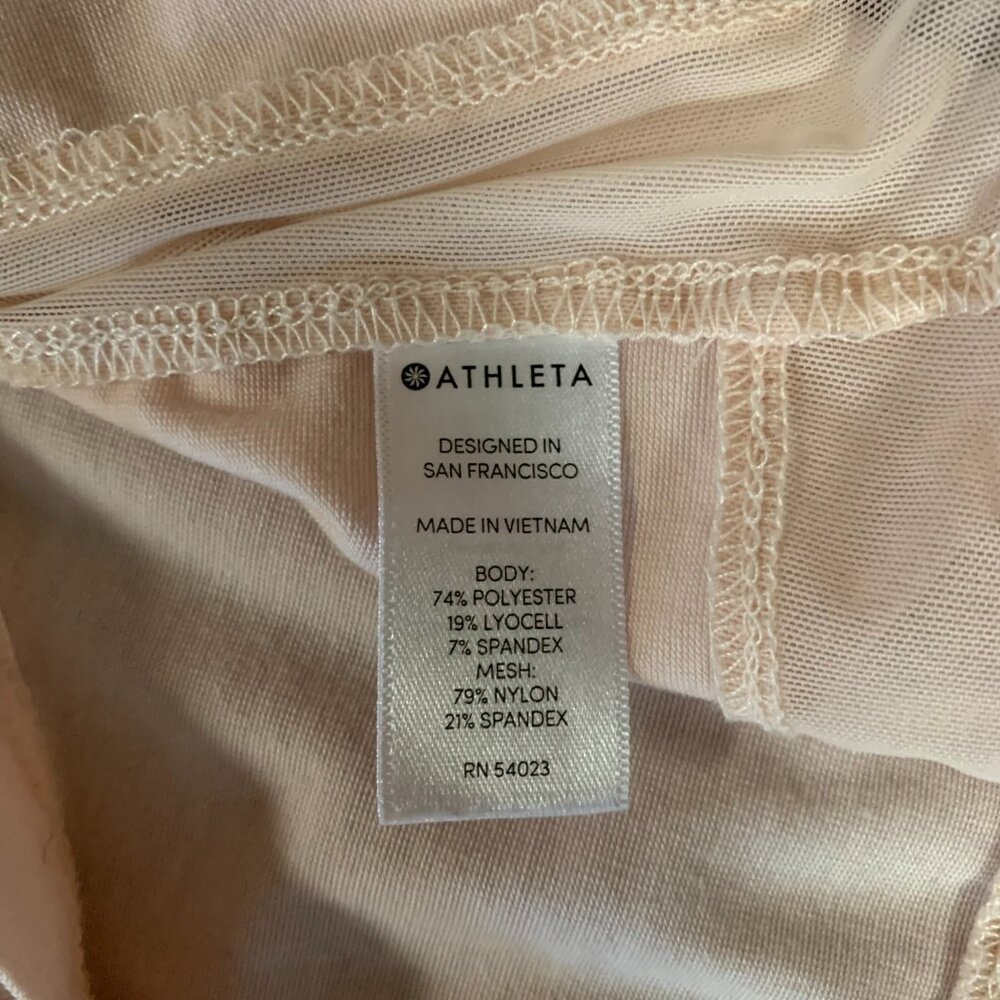 ATHLETA
DESIGNED IN
SAN FRANCISCO
MADE IN VIETNAM
BODY:
74% POLYESTER
19% LYOCELL
7% SPANDEX
MESH:
79% NYLON
21% SPANDEX
RN 54023